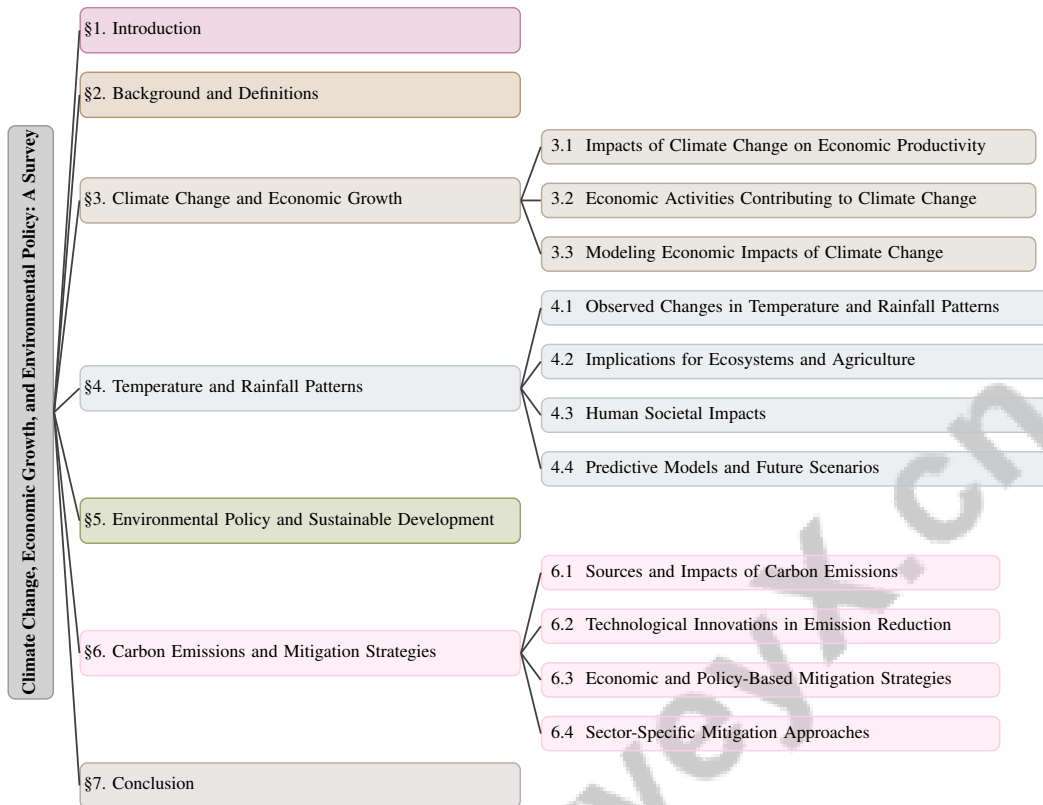 Climate Change, Economic Growth, and Environmental Policy: A Survey
§1. Introduction
§2. Background and Definitions
§3. Climate Change and Economic Growth
3.1 Impacts of Climate Change on Economic Productivity
3.2 Economic Activities Contributing to Climate Change
3.3 Modeling Economic Impacts of Climate Change
§4. Temperature and Rainfall Patterns
4.1 Observed Changes in Temperature and Rainfall Patterns
4.2 Implications for Ecosystems and Agriculture
4.3 Human Societal Impacts
4.4 Predictive Models and Future Scenarios
§5. Environmental Policy and Sustainable Development
§6. Carbon Emissions and Mitigation Strategies
6.1 Sources and Impacts of Carbon Emissions
6.2 Technological Innovations in Emission Reduction
6.3 Economic and Policy-Based Mitigation Strategies
6.4 Sector-Specific Mitigation Approaches
§7. Conclusion
veyx.cn